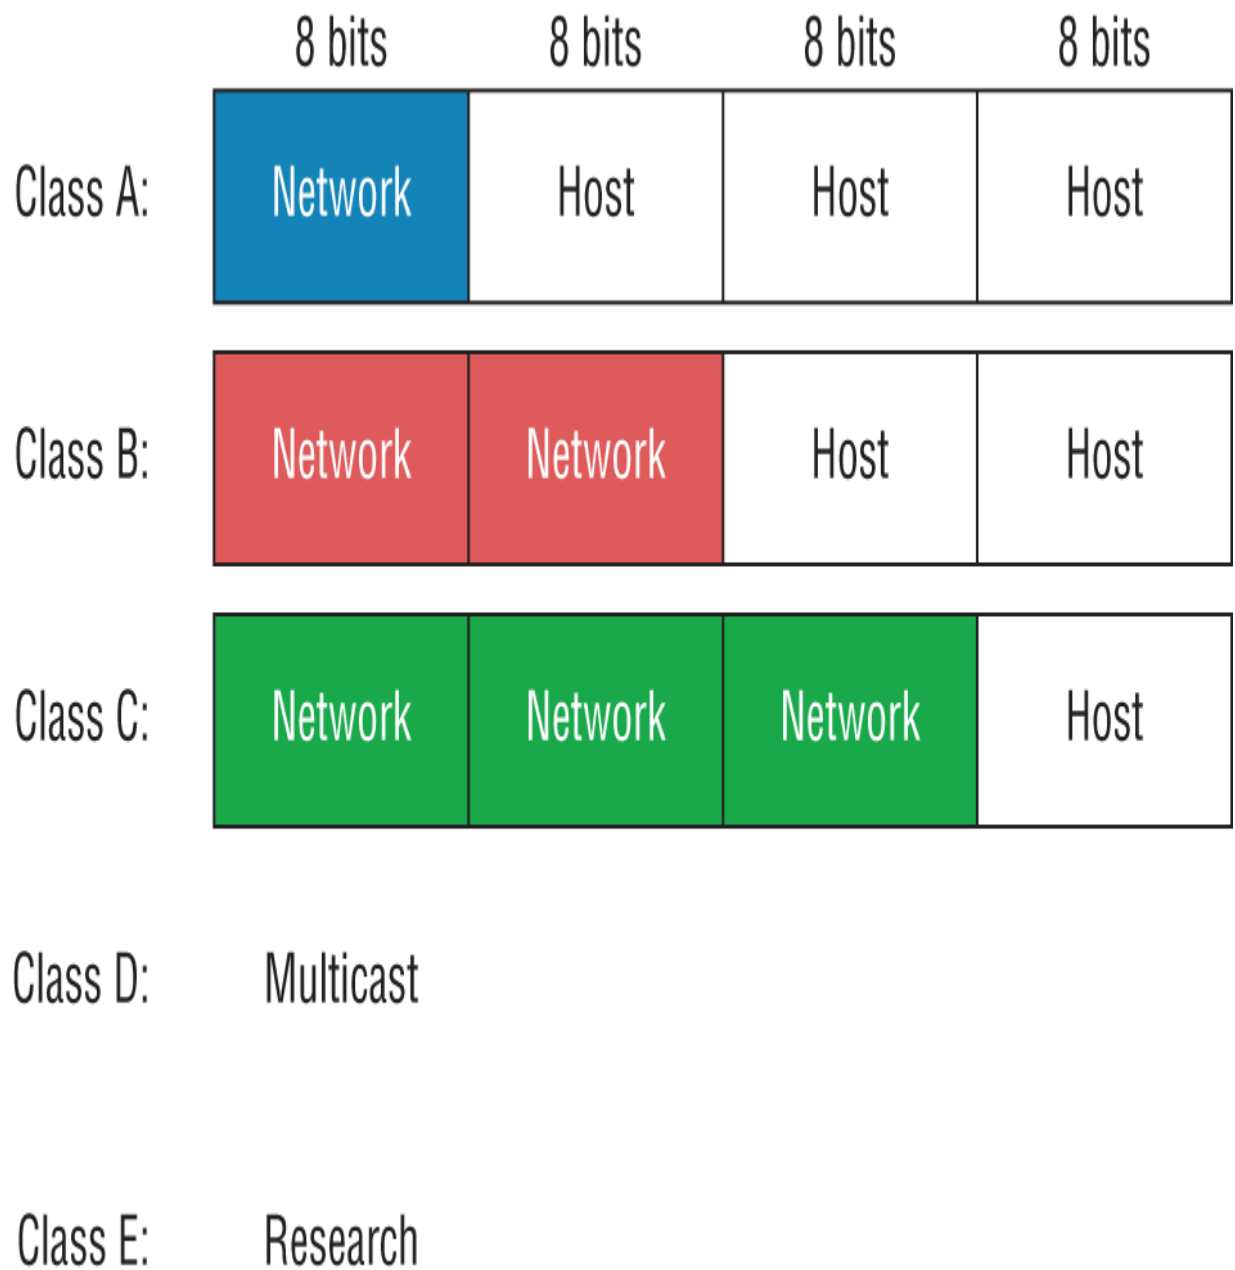 8 bits 8 bits 8 bits 8 bits
Class A: Network Host Host Host
Class B: Network Network Host Host
Class C: Network Network Network Host
Class D: Multicast
Class E: Research